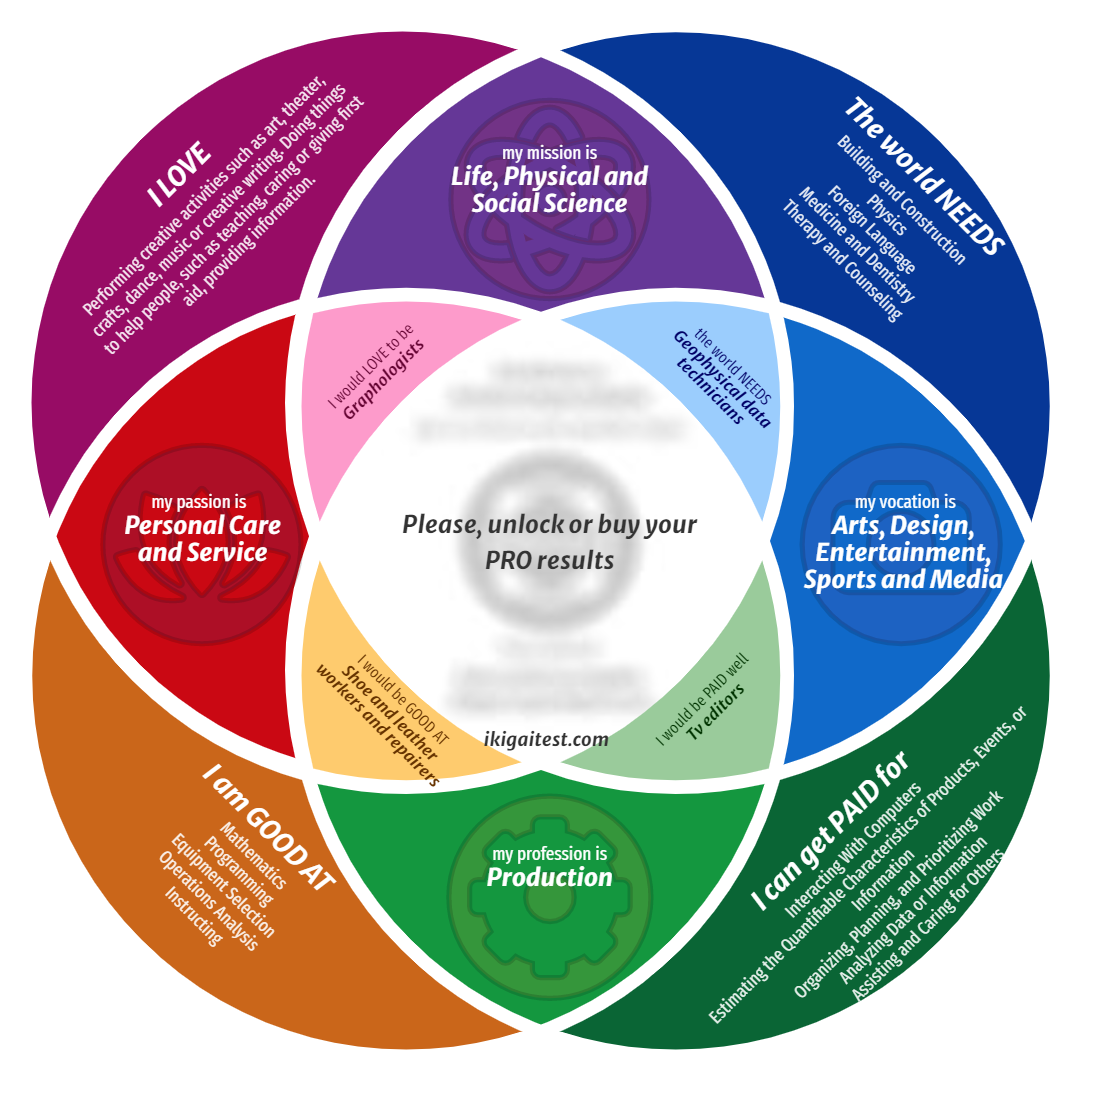 I LOVE
Performing creative activities such as art, theater,
crafts, dance, music or creative writing. Doing things
to help people, such as teaching, caring or giving first
aid, providing information.
my mission is
Life, Physical and
Social Science
The world NEEDS
Building and Construction
Physics
Foreign Language
Medicine and Dentistry
Therapy and Counseling
I would LOVE to be
Graphologists
the world NEEDS
Geophysical data
technicians
my passion is
Personal Care
and Service
Please, unlock or buy your
PRO results
my vocation is
Arts, Design,
Entertainment,
Sports and Media
I would be GOOD AT
Shoe and leather
workers and repairers
I would be PAID well
Tv editors
ikigaitest.com
I am GOOD AT
Mathematics
Programming
Equipment Selection
Operations Analysis
Instructing
my profession is
Production
I can get PAID for
Interacting With Computers
Estimating the Quantifiable Characteristics of Products, Events, or
Information
Organizing, Planning, and Prioritizing Work
Analyzing Data or Information
Assisting and Caring for Others